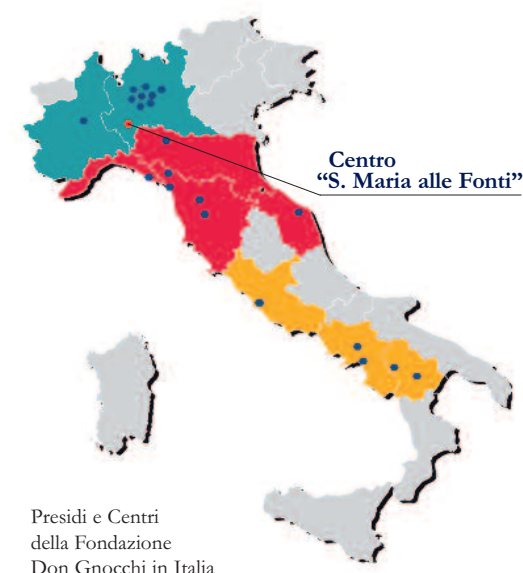 Centro
“S. Maria alle Fonti”
Presidi e Centri
della Fondazione
Don Gnocchi in Italia